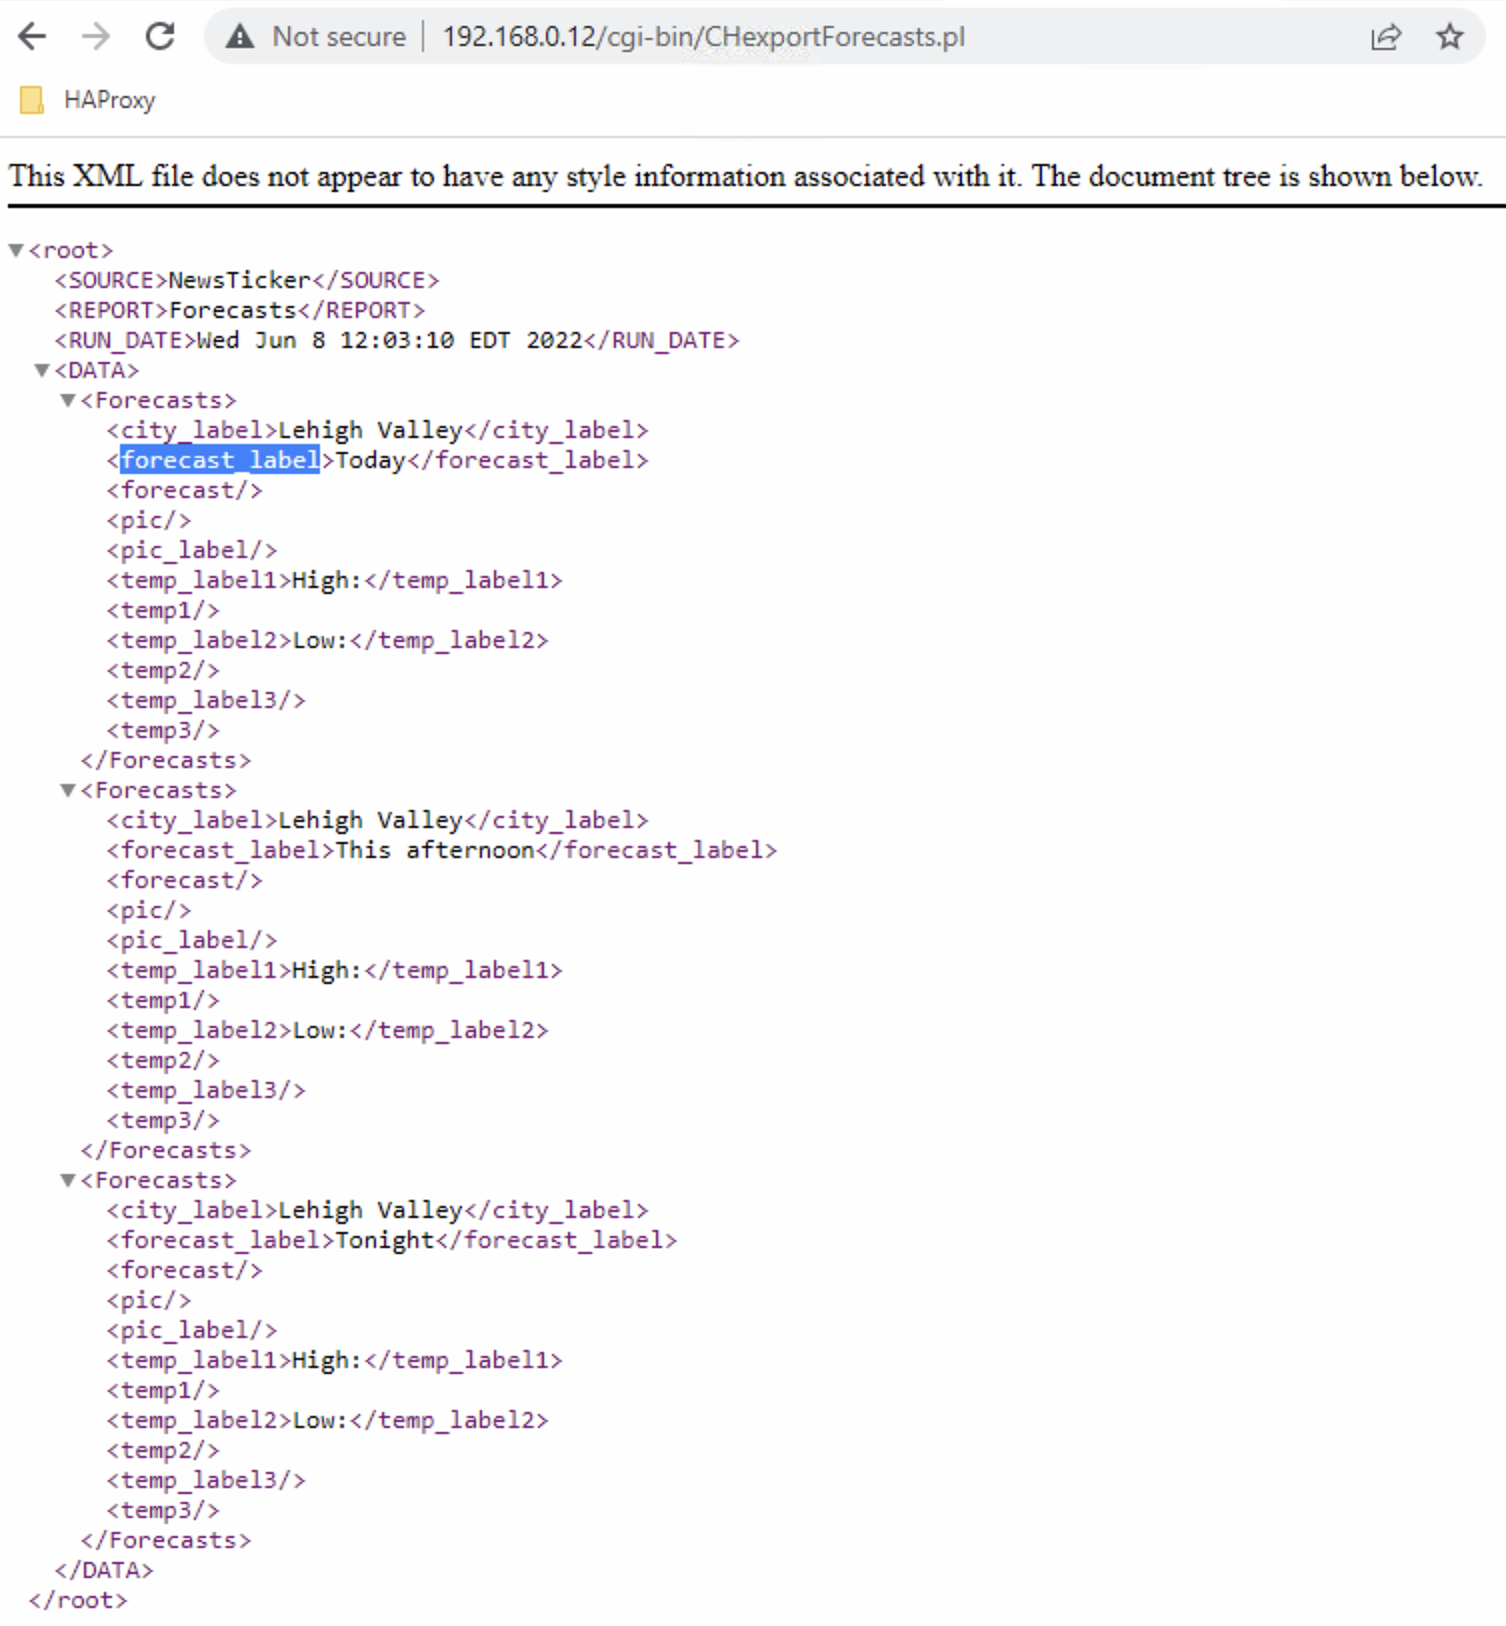 Not secure | 192.168.0.12/cgi-bin/CHexportForecasts.pl
HAProxy
This XML file does not appear to have any style information associated with it. The document tree is shown below.
<root>
<SOURCE>NewsTicker</SOURCE>
<REPORT>Forecasts</REPORT>
<RUN_DATE>Wed Jun 8 12:03:10 EDT 2022</RUN_DATE>
<DATA>
<Forecasts>
<city_label>Lehigh Valley</city_label>
<forecast_label>Today</forecast_label>
<forecast/>
<pic/>
<pic_label/>
<temp_label1>High:</temp_label1>
<temp1/>
<temp_label2>Low:</temp_label2>
<temp2/>
<temp_label3/>
<temp3/>
</Forecasts>
<Forecasts>
<city_label>Lehigh Valley</city_label>
<forecast_label>This afternoon</forecast_label>
<forecast/>
<pic/>
<pic_label/>
<temp_label1>High:</temp_label1>
<temp1/>
<temp_label2>Low:</temp_label2>
<temp2/>
<temp_label3/>
<temp3/>
</Forecasts>
<Forecasts>
<city_label>Lehigh Valley</city_label>
<forecast_label>Tonight</forecast_label>
<forecast/>
<pic/>
<pic_label/>
<temp_label1>High:</temp_label1>
<temp1/>
<temp_label2>Low:</temp_label2>
<temp2/>
<temp_label3/>
<temp3/>
</Forecasts>
</DATA>
</root>